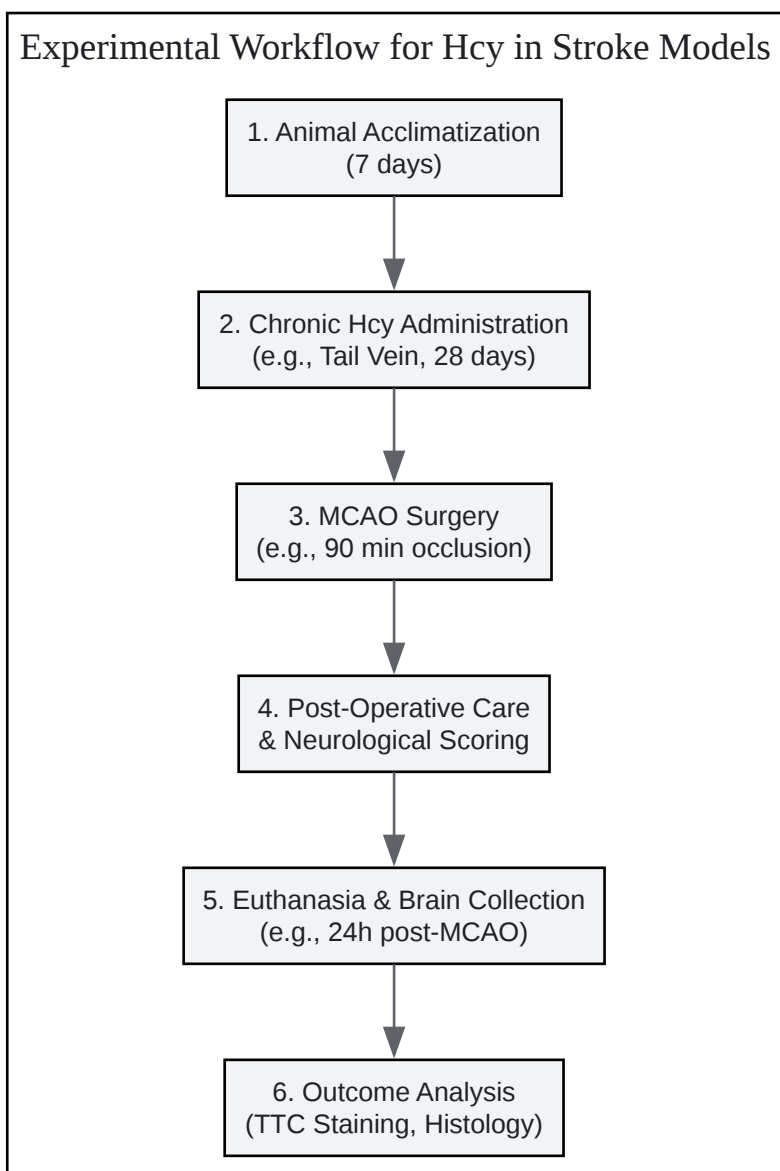 Experimental Workflow for Hcy in Stroke Models
1. Animal Acclimatization
(7 days)
2. Chronic Hcy Administration
(e.g., Tail Vein, 28 days)
3. MCAO Surgery
(e.g., 90 min occlusion)
4. Post-Operative Care
& Neurological Scoring
5. Euthanasia & Brain Collection
(e.g., 24h post-MCAO)
6. Outcome Analysis
(TTC Staining, Histology)